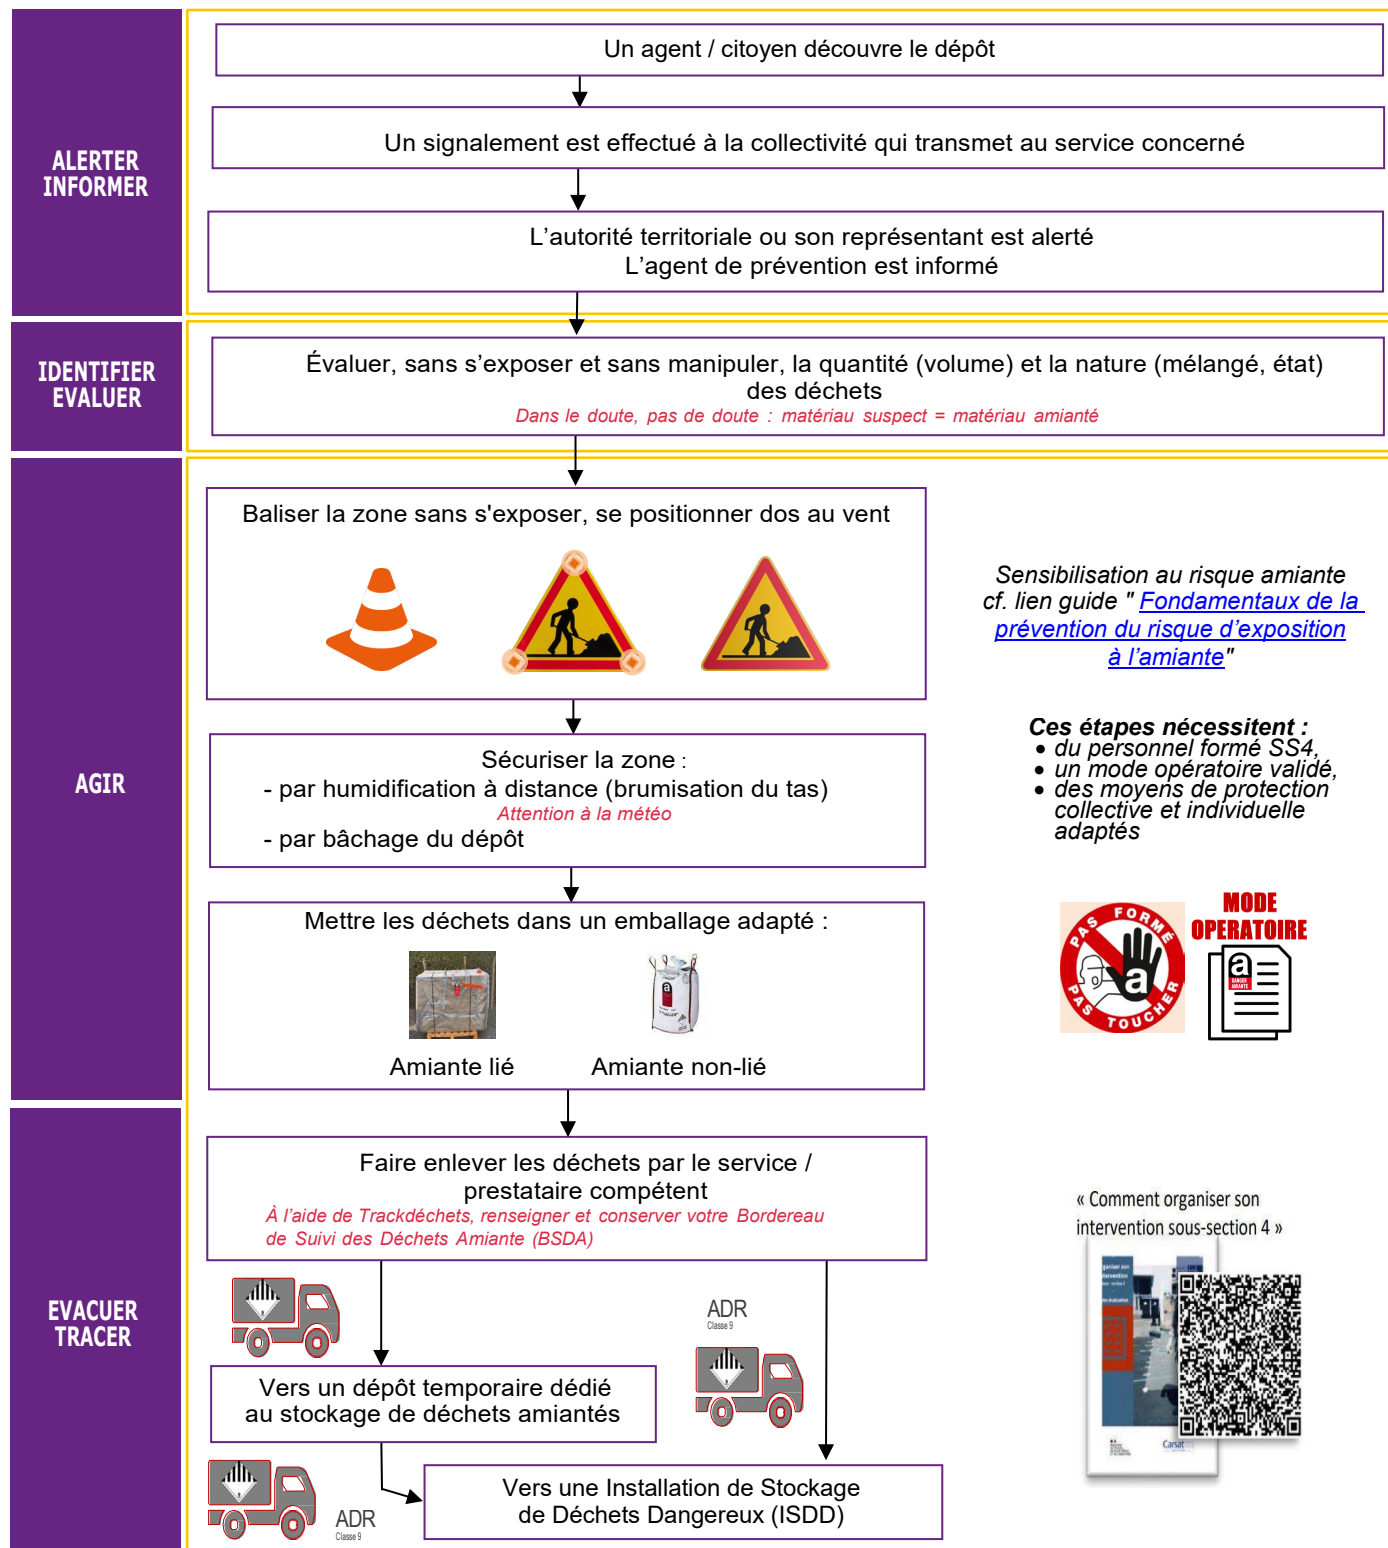 ALERTER
INFORMER
Un agent / citoyen découvre le dépôt
Un signalement est effectué à la collectivité qui transmet au service concerné
L’autorité territoriale ou son représentant est alerté
L’agent de prévention est informé
IDENTIFIER
EVALUER
Évaluer, sans s’exposer et sans manipuler, la quantité (volume) et la nature (mélangé, état)
des déchets
Dans le doute, pas de doute : matériau suspect = matériau amianté
AGIR
Baliser la zone sans s'exposer, se positionner dos au vent
Sensibilisation au risque amiante
cf. lien guide " Fondamentaux de la
prévention du risque d’exposition
à l’amiante"
Sécuriser la zone :
- par humidification à distance (brumisation du tas)
Attention à la météo
- par bâchage du dépôt
Ces étapes nécessitent :
• du personnel formé SS4,
• un mode opératoire validé,
• des moyens de protection
collective et individuelle
adaptés
Mettre les déchets dans un emballage adapté :
a
Amiante lié
Amiante non-lié
PAS FORMÉ
a
PAS TOUCHER
MODE
OPERATOIRE
a
DANGER
AMIANTE
EVACUER
TRACER
Faire enlever les déchets par le service /
prestataire compétent
À l’aide de Trackdéchets, renseigner et conserver votre Bordereau
de Suivi des Déchets Amiante (BSDA)
« Comment organiser son
intervention sous-section 4 »
ADR
Classe 9
Vers un dépôt temporaire dédié
au stockage de déchets amiantés
ADR
Classe 9
Vers une Installation de Stockage
de Déchets Dangereux (ISDD)
Carsat